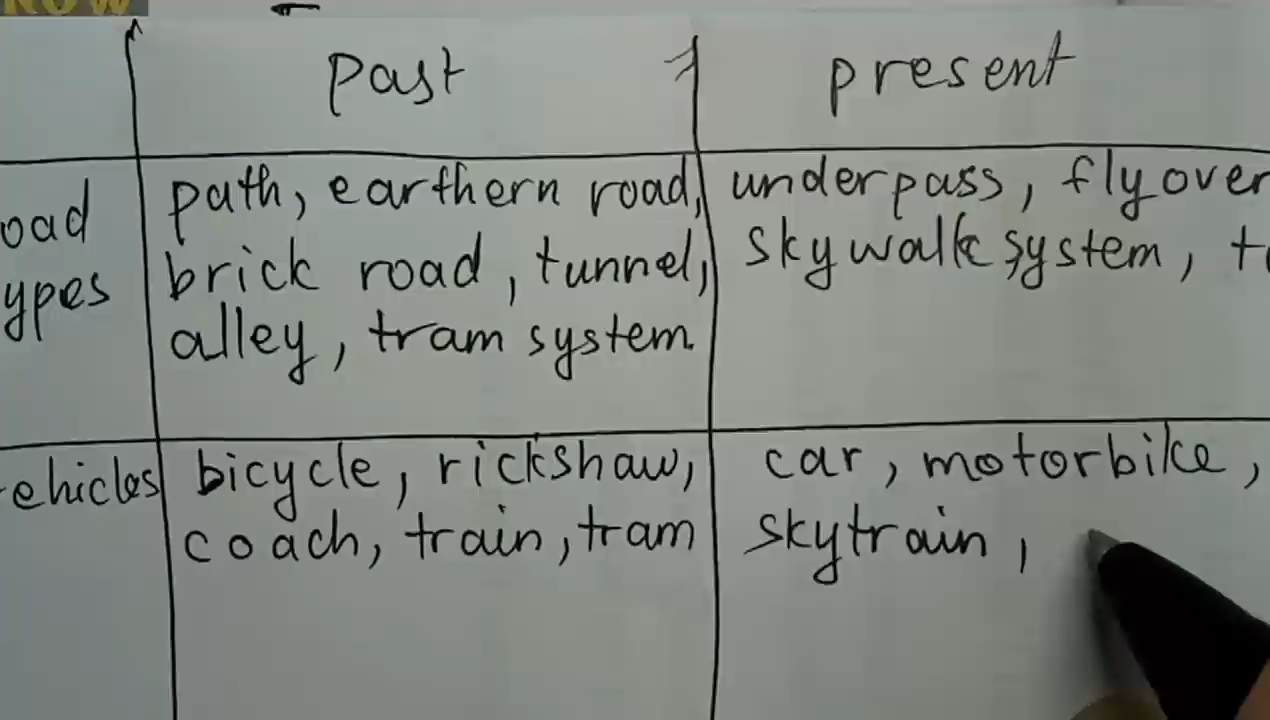 NOW
past present
oad path, earthern road, underpass, flyover
ypes brick road, tunnel, skywalk system, t
alley, tram system.
ehicles bicycle, rickshaw, car, motorbike,
coach, train, tram skytrain,